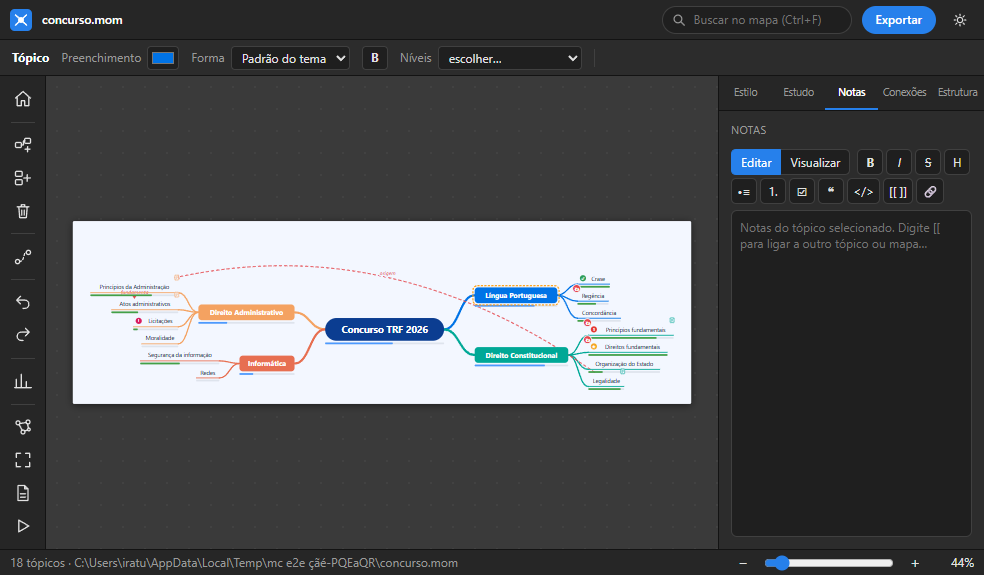 concurso.mom
Buscar no mapa (Ctrl+F)
Exportar
Tópico Preenchimento Forma Padrão do tema B Níveis escolher...
Estilo Estudo Notas Conexões Estrutura
NOTAS
Editar Visualizar B I S H
1. ❝ </> [[ ]]
Notas do tópico selecionado. Digite [[
para ligar a outro tópico ou mapa...
Princípios da Administração
Atos administrativos
Licitações
Moralidade
Direito Administrativo
Segurança da informação
Redes
Informática
Concurso TRF 2026
Língua Portuguesa
Crase
Regência
Concordância
Direito Constitucional
Princípios fundamentais
Direitos fundamentais
Organização do Estado
Legalidade
18 tópicos · C:\Users\iratu\AppData\Local\Temp\mc e2e çãé-PQEaQR\concurso.mom
− + 44%